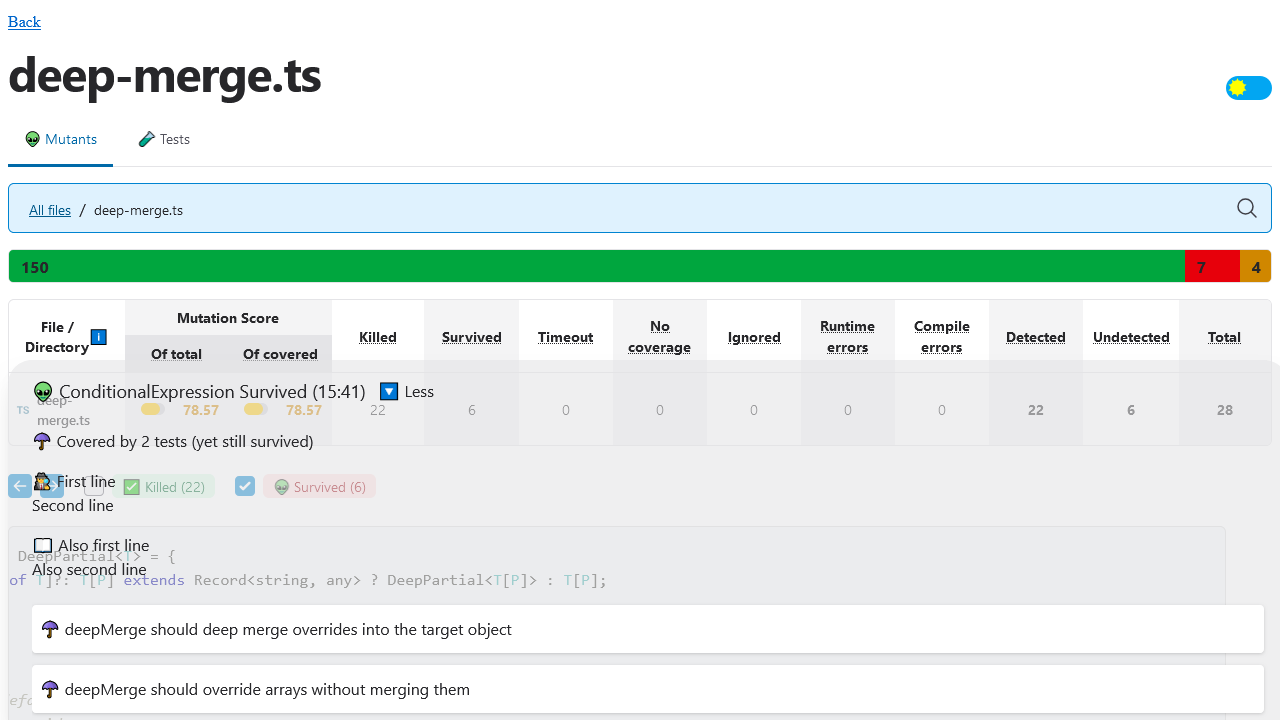 Back
deep-merge.ts
Mutants Tests
All files / deep-merge.ts
150 7 4
File / Directory Mutation Score Killed Survived Timeout No coverage Ignored Runtime errors Compile errors Detected Undetected Total
Of total Of covered
ConditionalExpression Survived (15:41) Less
TS deep-merge.ts 78.57 78.57 22 6 0 0 0 0 0 22 6 28
Covered by 2 tests (yet still survived)
First line
Killed (22) Survived (6)
Second line
Also first line
DeepPartial<T> = {
Also second line
of T]?: T[P] extends Record<string, any> ? DeepPartial<T[P]> : T[P];
deepMerge should deep merge overrides into the target object
deepMerge should override arrays without merging them